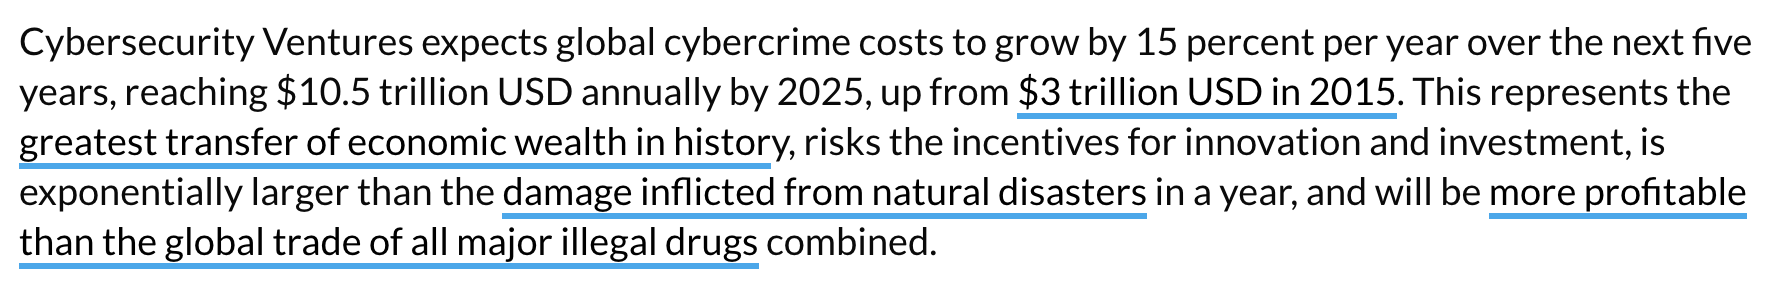 Cybersecurity Ventures expects global cybercrime costs to grow by 15 percent per year over the next five
years, reaching $10.5 trillion USD annually by 2025, up from $3 trillion USD in 2015. This represents the
greatest transfer of economic wealth in history, risks the incentives for innovation and investment, is
exponentially larger than the damage inflicted from natural disasters in a year, and will be more profitable
than the global trade of all major illegal drugs combined.